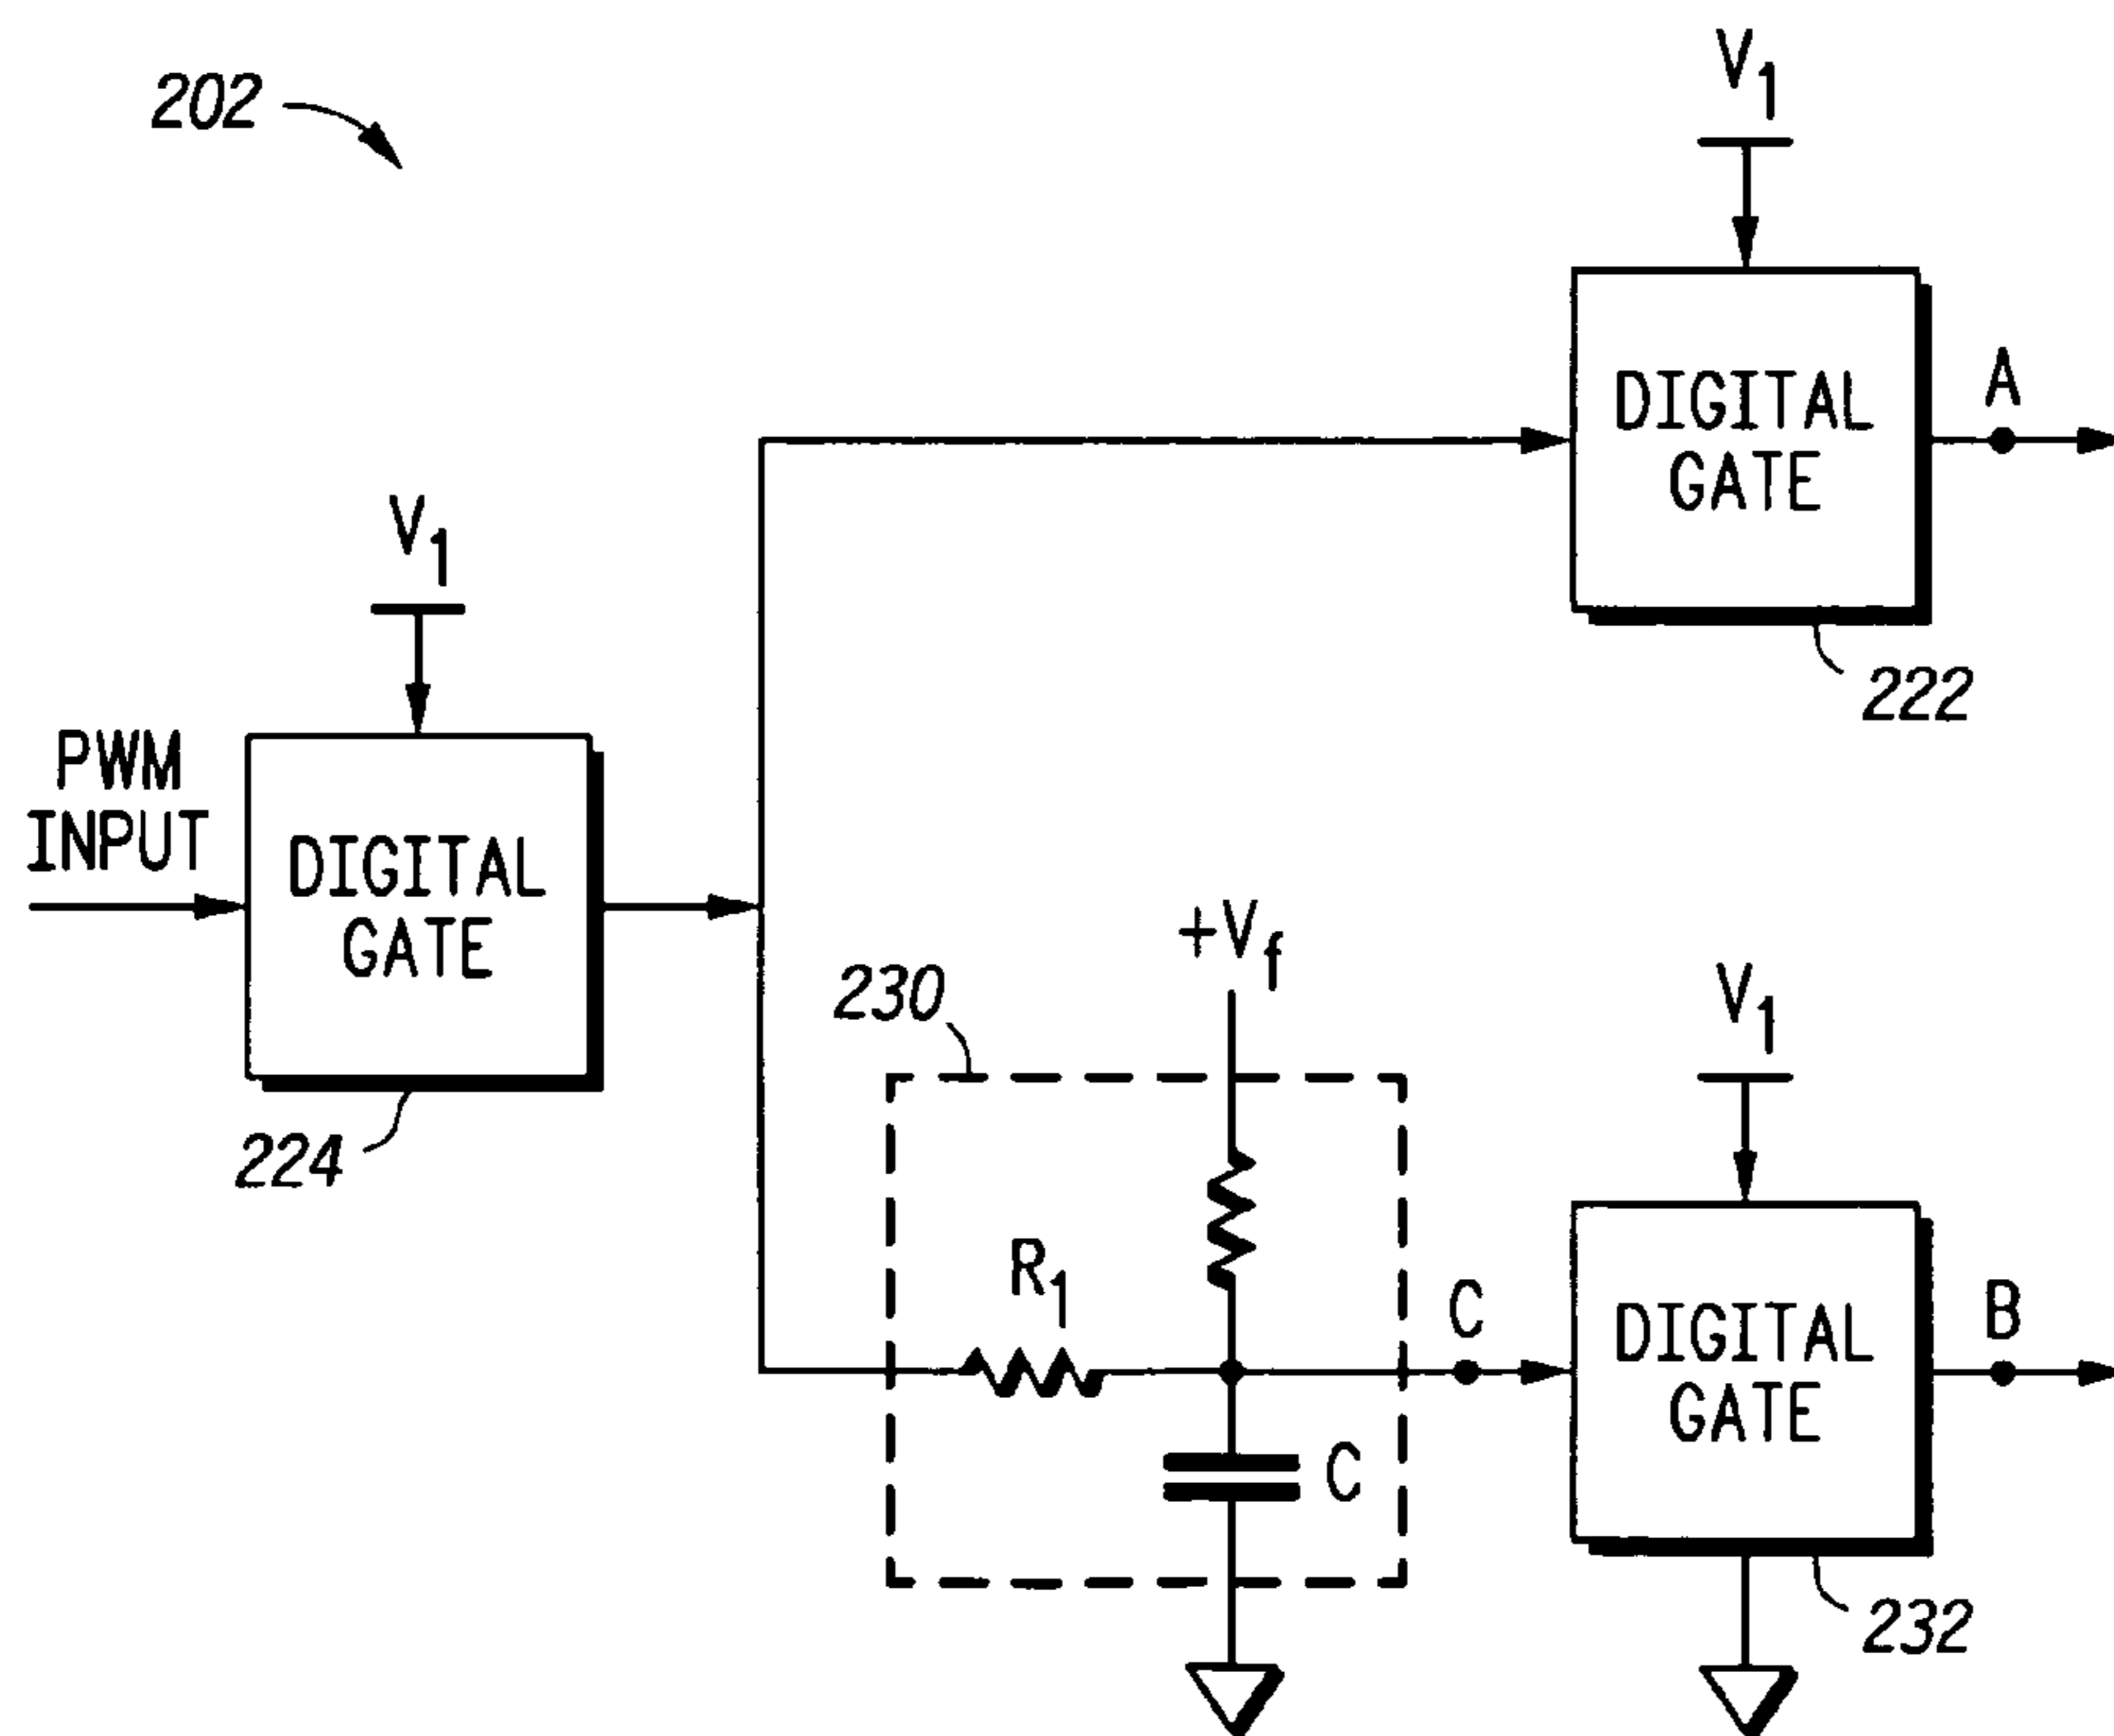 202
V1
DIGITAL
GATE
A
222
V1
PWM
INPUT
DIGITAL
GATE
224
+Vf
230
R1
C
C
V1
DIGITAL
GATE
B
232